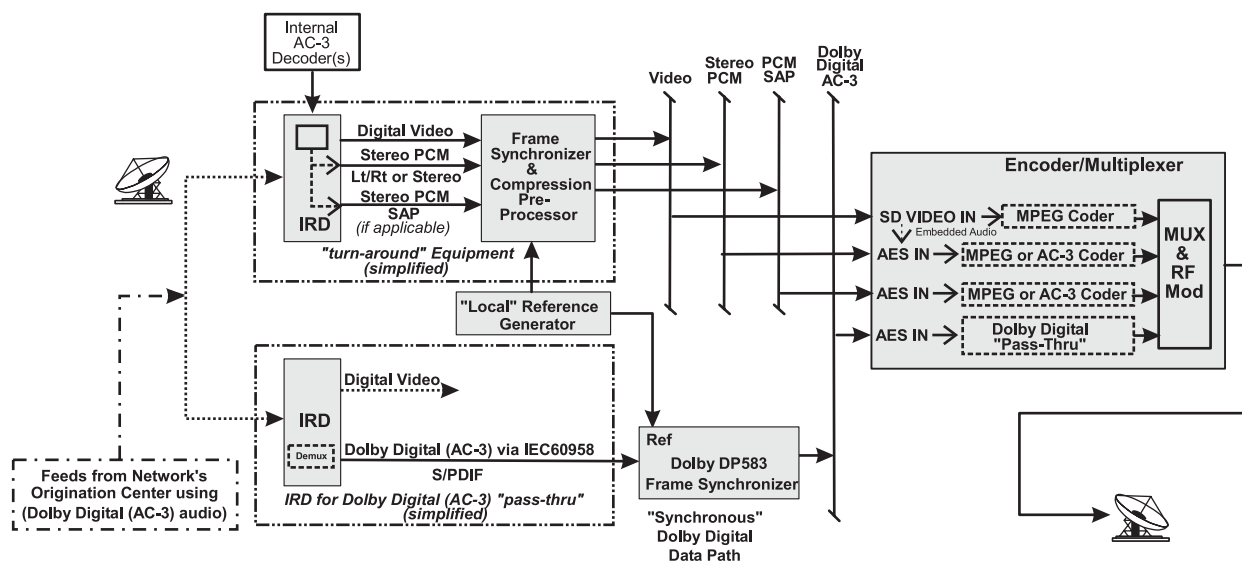 Internal
AC-3
Decoder(s)
Video
Stereo
PCM
PCM
SAP
Dolby
Digital
AC-3
Digital Video
Stereo PCM
Lt/Rt or Stereo
Stereo PCM
SAP
(if applicable)
IRD
Frame
Synchronizer
&
Compression
Pre-
Processor
"turn-around" Equipment
(simplified)
"Local" Reference
Generator
Encoder/Multiplexer
SD VIDEO IN
Embedded Audio
MPEG Coder
AES IN
MPEG or AC-3 Coder
AES IN
MPEG or AC-3 Coder
AES IN
Dolby Digital
"Pass-Thru"
MUX
&
RF
Mod
Digital Video
IRD
Demux
Dolby Digital (AC-3) via IEC60958
S/PDIF
IRD for Dolby Digital (AC-3) "pass-thru"
(simplified)
Ref
Dolby DP583
Frame Synchronizer
"Synchronous"
Dolby Digital
Data Path
Feeds from Network's
Origination Center using
(Dolby Digital (AC-3) audio)